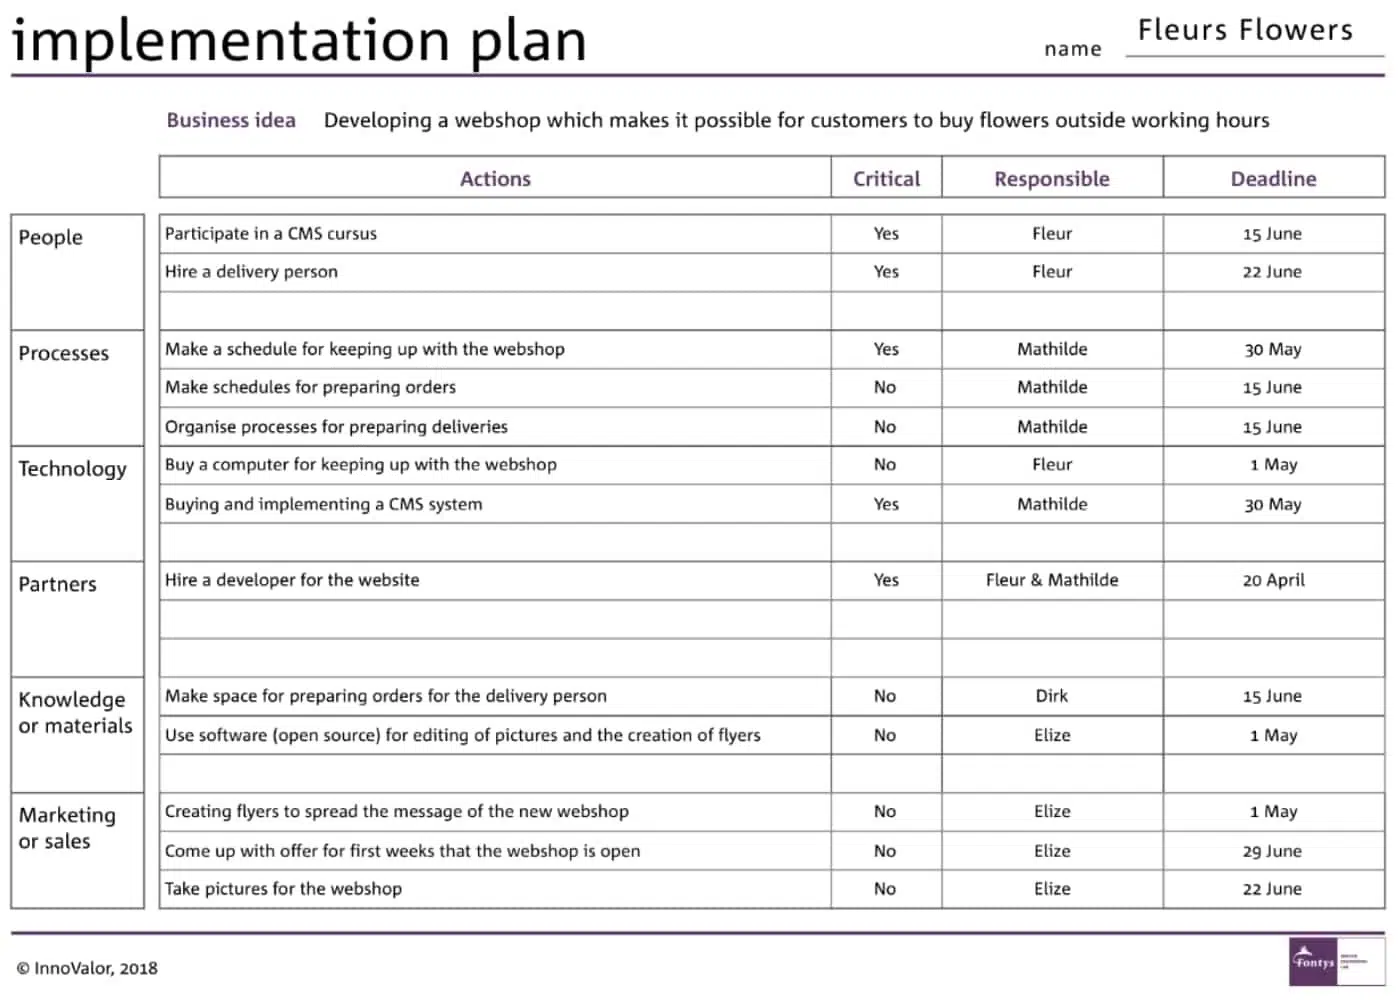 implementation plan
name Fleurs Flowers
Business idea Developing a webshop which makes it possible for customers to buy flowers outside working hours
Actions Critical Responsible Deadline
People
Participate in a CMS cursus Yes Fleur 15 June
Hire a delivery person Yes Fleur 22 June
Processes
Make a schedule for keeping up with the webshop Yes Mathilde 30 May
Make schedules for preparing orders No Mathilde 15 June
Organise processes for preparing deliveries No Mathilde 15 June
Technology
Buy a computer for keeping up with the webshop No Fleur 1 May
Buying and implementing a CMS system Yes Mathilde 30 May
Partners
Hire a developer for the website Yes Fleur & Mathilde 20 April
Knowledge
or materials
Make space for preparing orders for the delivery person No Dirk 15 June
Use software (open source) for editing of pictures and the creation of flyers No Elize 1 May
Marketing
or sales
Creating flyers to spread the message of the new webshop No Elize 1 May
Come up with offer for first weeks that the webshop is open No Elize 29 June
Take pictures for the webshop No Elize 22 June
© InnoValor, 2018
Fontys